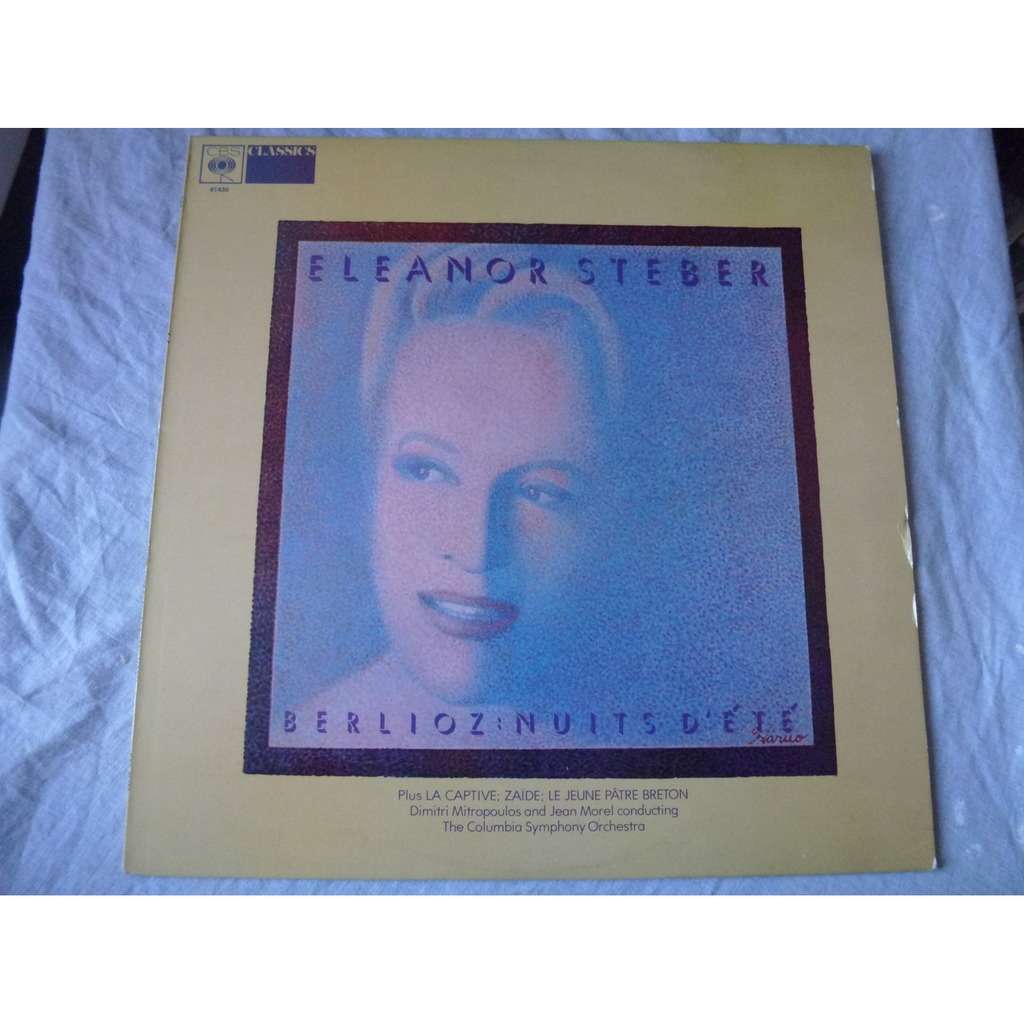 CBS CLASSICS
ELEANOR STEBER
BERLIOZ: NUITS D'ÉTÉ
Plus LA CAPTIVE; ZAÏDE; LE JEUNE PÂTRE BRETON
Dimitri Mitropoulos and Jean Morel conducting
The Columbia Symphony Orchestra